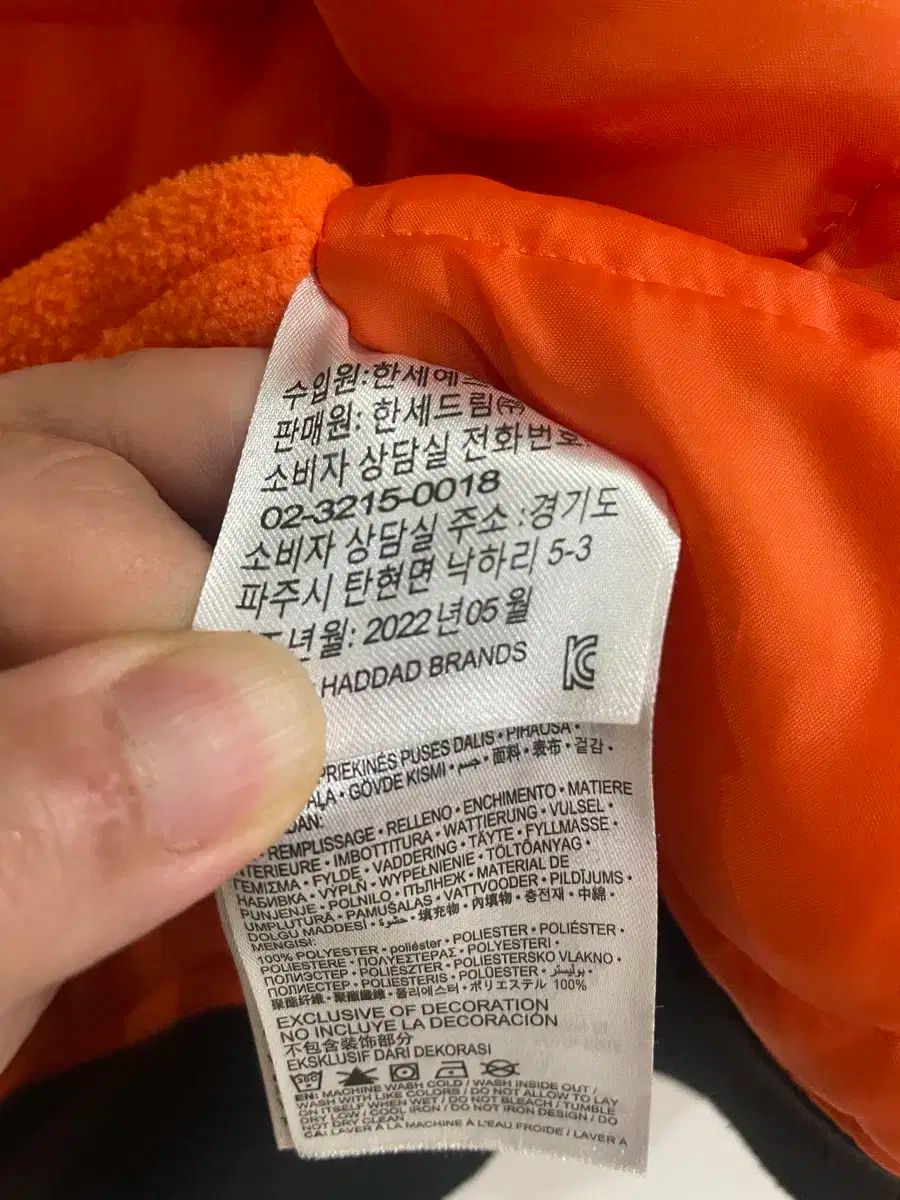 수입원:한세예스
판매원: 한세드림㈜
소비자 상담실 전화번호
02-3215-0018
소비자 상담실 주소 :경기도
파주시 탄현면 낙하리 5-3
년월: 2022년05월
HADDAD BRANDS
PRIEKINĖS PUSĖS DALIS • PIHAOSA •
• GÖVDE KISMI • جسم • 面料 • 表布 • 겉감 •
REMPLISSAGE • RELLENO • ENCHIMENTO • MATIERE
INTERIEURE • IMBOTTITURA • WATTIERUNG • VULSEL •
ΓΕΜΙΣΜΑ • FYLDE • VADDERING • TÄYTE • FYLLMASSE •
НАБИВКА • VÝPLŇ • WYPEŁNIENIE • TÖLTŐANYAG •
PUNJENJE • POLNILO • ПЪЛНЕЖ • MATERIAL DE
UMPLUTURĂ • PAMUŠALAS • VATTVOODER • PILDĪJUMS •
DOLGU MADDESİ • حشوة • 填充物 • 內填物 • 충전재 • 中綿 •
MENGISI:
100% POLYESTER • poliéster • POLIESTER • POLIÉSTER •
POLIESTERE • ΠΟΛΥΕΣΤΕΡΑΣ • POLYESTERI •
ПОЛИЭСТЕР • POLIÉSZTER • POLIESTERSKO VLAKNO •
ПОЛИЕСТЕР • POLIESTERIS • POLÜESTER • بوليستر •
聚酯纤维 • 聚酯纖維 • 폴리에스터 • ポリエステル 100%
EXCLUSIVE OF DECORATION
NO INCLUYE LA DECORACIÓN
不包含装饰部分
EKSKLUSIF DARI DEKORASI
EN: MACHINE WASH COLD / WASH INSIDE OUT /
WASH WITH LIKE COLORS / DO NOT ALLOW TO LAY
ON ITSELF WHEN WET / DO NOT BLEACH / TUMBLE
DRY LOW / COOL IRON / DO NOT IRON DESIGN / DO
NOT DRY CLEAN
CA: LAVER À LA MACHINE À L'EAU FROIDE / LAVER À